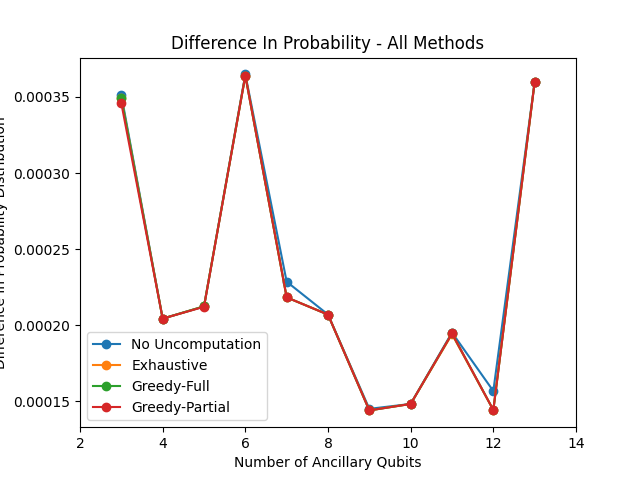 Difference In Probability - All Methods
Difference In Probability Distribution
0.00035
0.00030
0.00025
0.00020
0.00015
No Uncomputation
Exhaustive
Greedy-Full
Greedy-Partial
2 4 6 8 10 12 14
Number of Ancillary Qubits